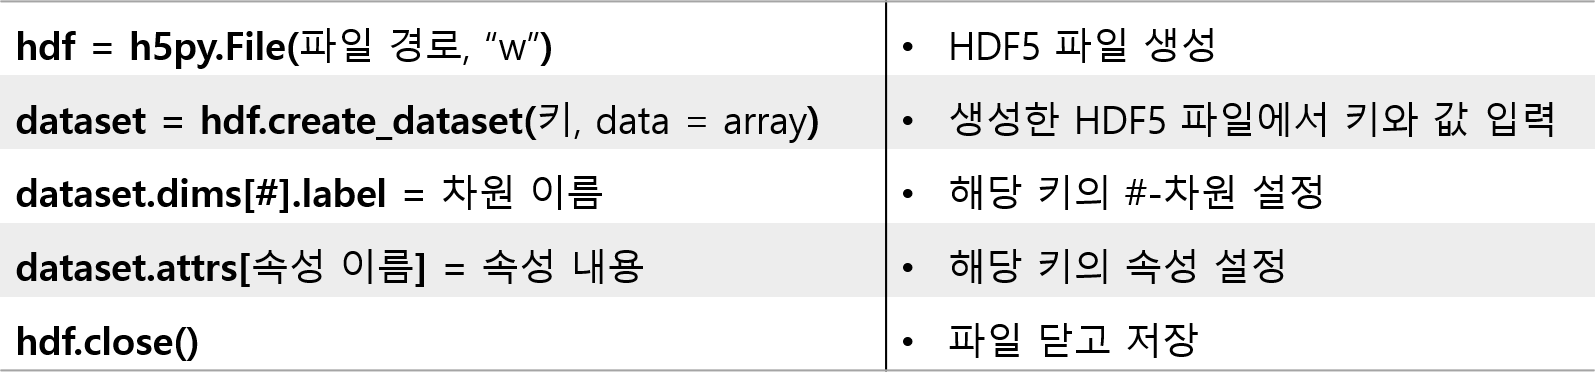 hdf = h5py.File(파일 경로, “w”) • HDF5 파일 생성
dataset = hdf.create_dataset(키, data = array) • 생성한 HDF5 파일에서 키와 값 입력
dataset.dims[#].label = 차원 이름 • 해당 키의 #-차원 설정
dataset.attrs[속성 이름] = 속성 내용 • 해당 키의 속성 설정
hdf.close() • 파일 닫고 저장